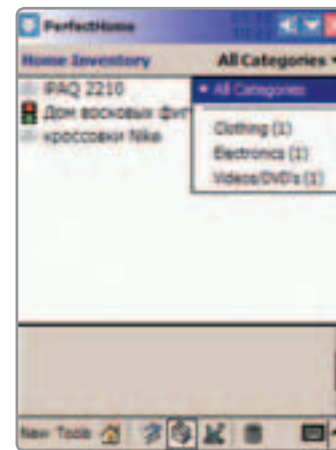 PerfectHome
Home Inventory All Categories
iPAQ 2210
Дом восковых фиг
кроссовки Nike
All Categories
Clothing (1)
Electronics (1)
Videos/DVD's (1)
New Tools